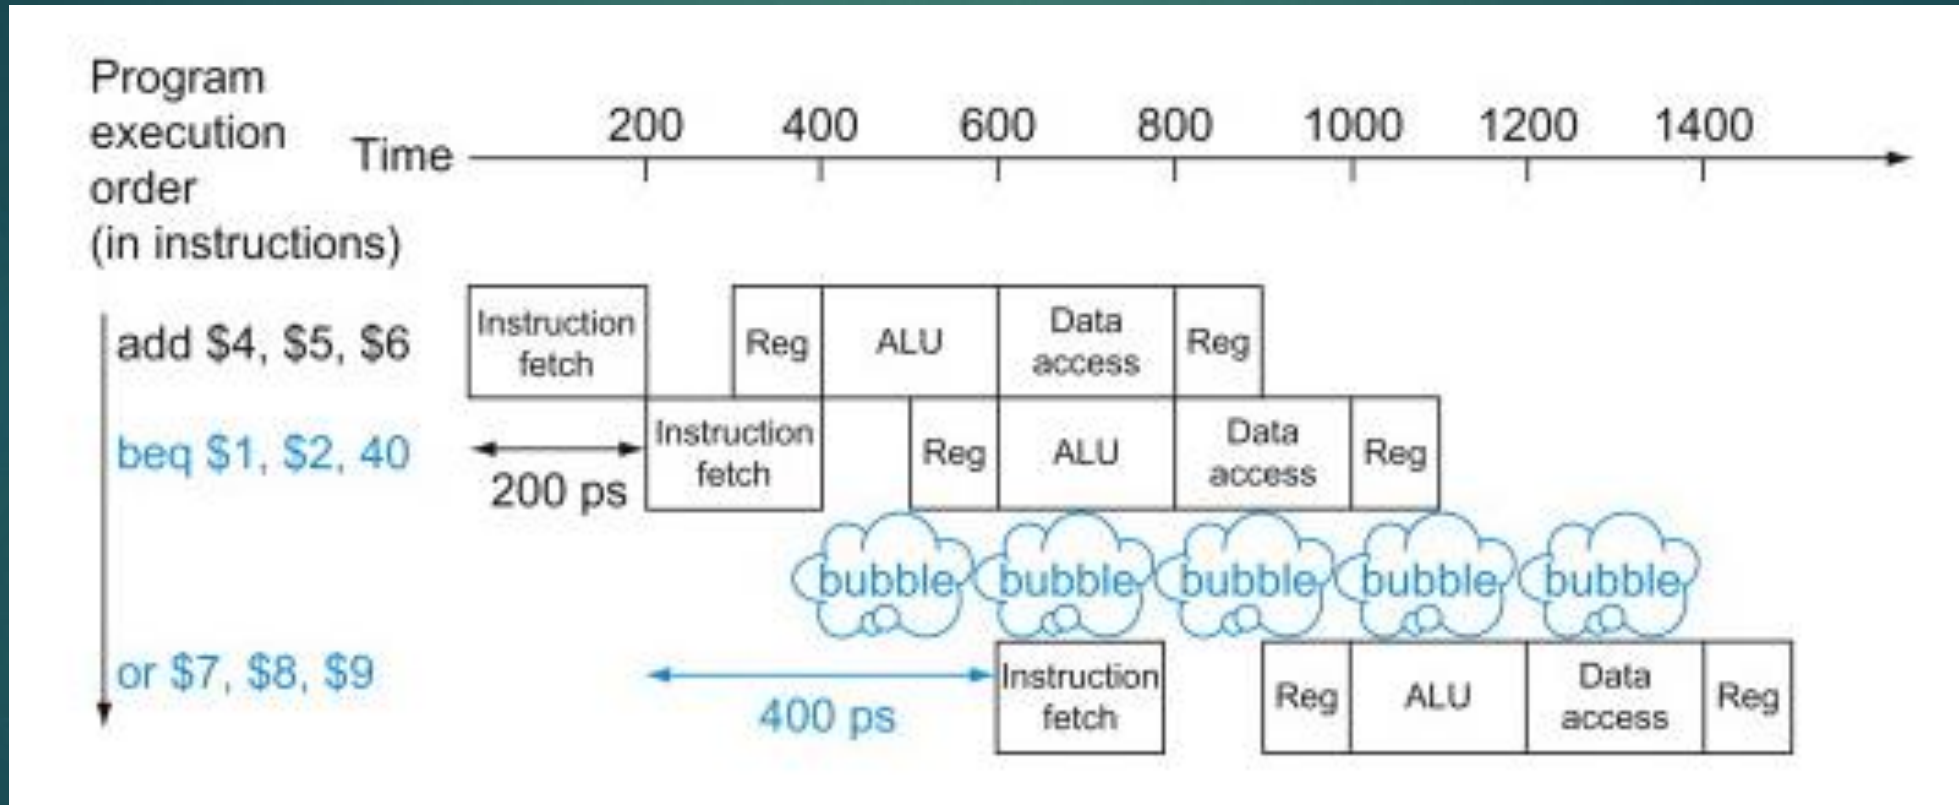 Program
execution
order
(in instructions)
Time
200 400 600 800 1000 1200 1400
add $4, $5, $6
Instruction
fetch
Reg
ALU
Data
access
Reg
beq $1, $2, 40
200 ps
Instruction
fetch
Reg
ALU
Data
access
Reg
bubble bubble bubble bubble bubble
or $7, $8, $9
400 ps
Instruction
fetch
Reg
ALU
Data
access
Reg